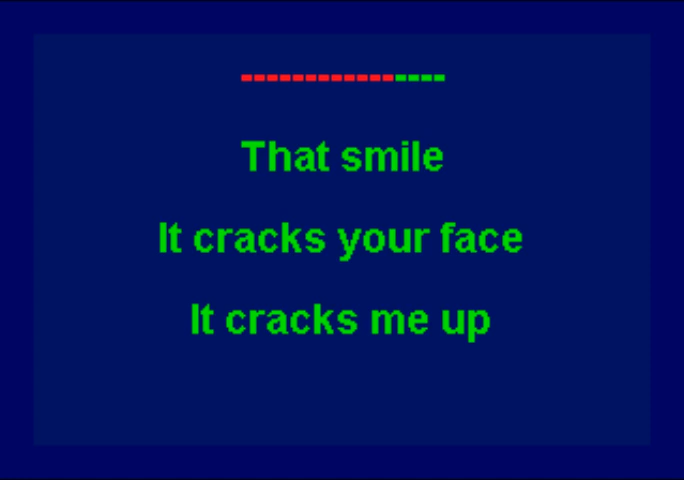 ----------------
That smile
It cracks your face
It cracks me up